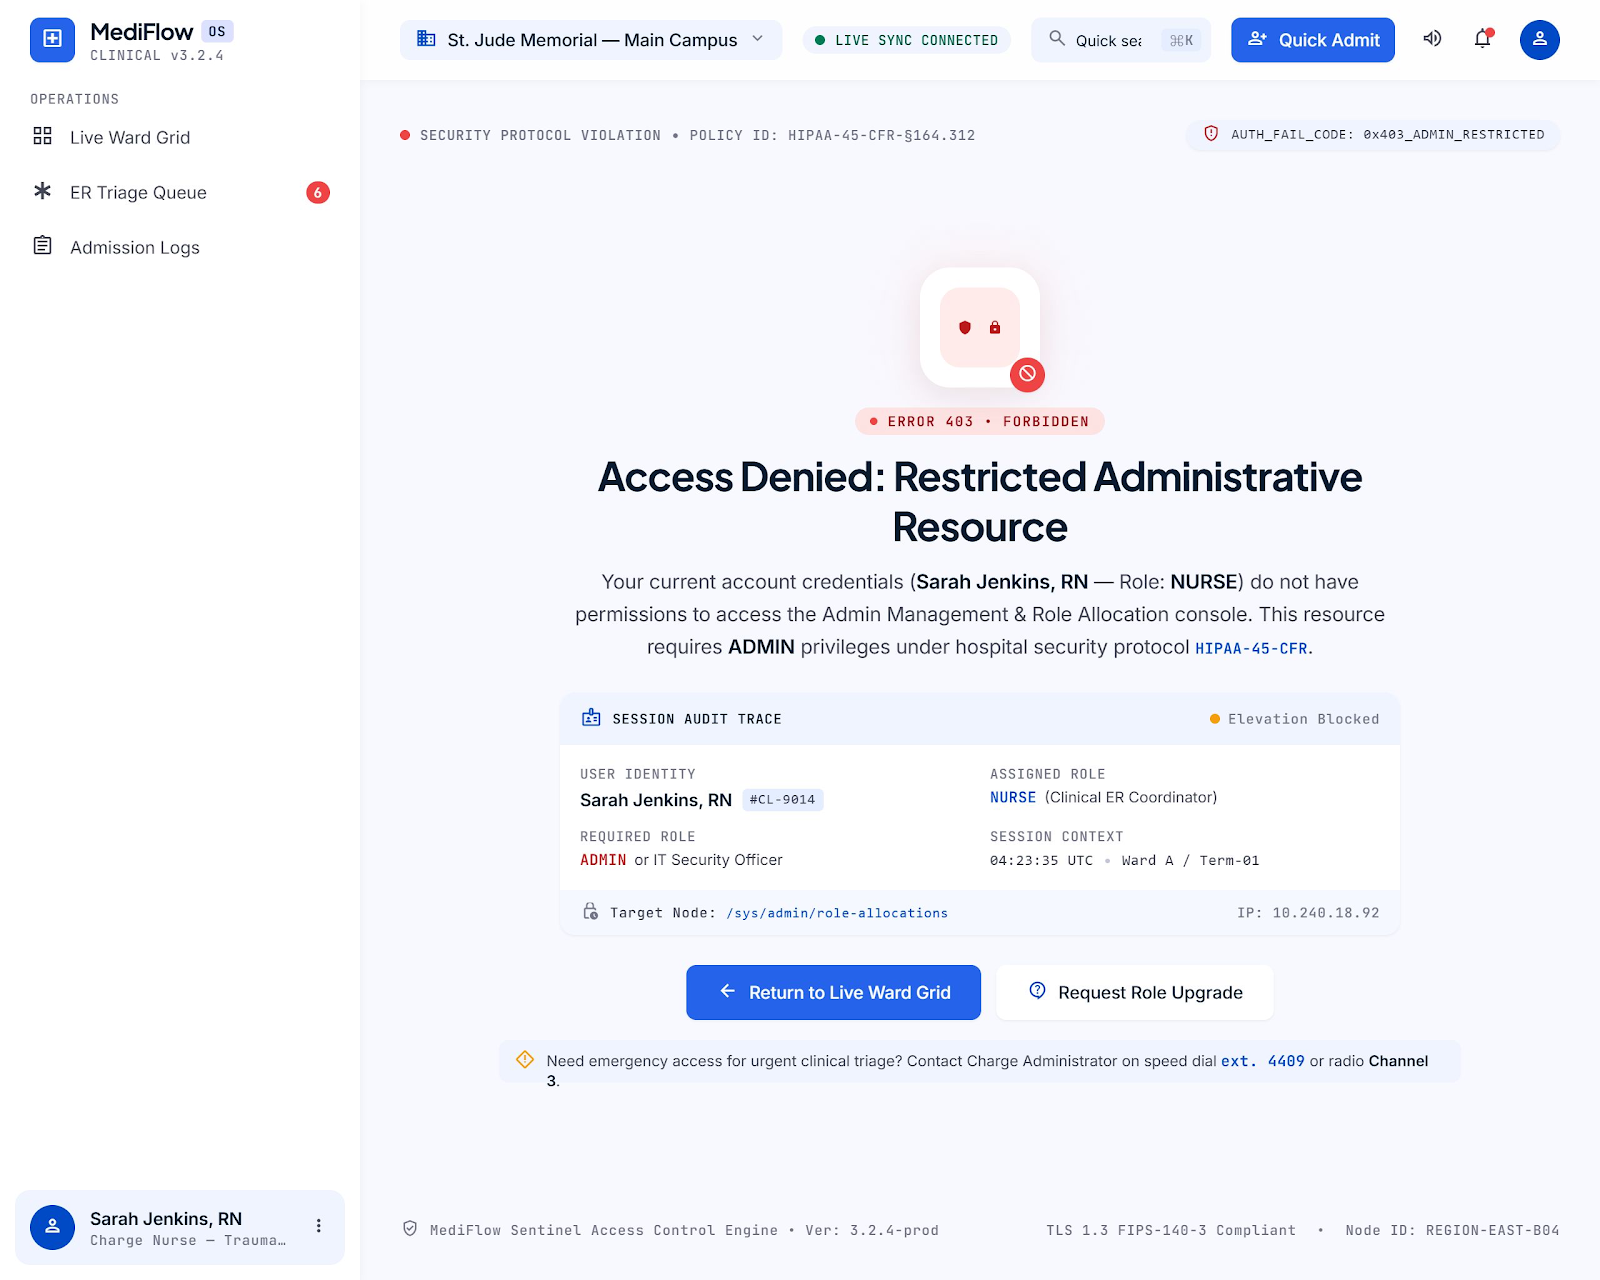 MediFlow OS
CLINICAL v3.2.4
OPERATIONS
Live Ward Grid
ER Triage Queue 6
Admission Logs
St. Jude Memorial — Main Campus
LIVE SYNC CONNECTED
Quick sea ⌘K
Quick Admit
SECURITY PROTOCOL VIOLATION • POLICY ID: HIPAA-45-CFR-§164.312
AUTH_FAIL_CODE: 0x403_ADMIN_RESTRICTED
ERROR 403 • FORBIDDEN
Access Denied: Restricted Administrative
Resource
Your current account credentials (Sarah Jenkins, RN — Role: NURSE) do not have
permissions to access the Admin Management & Role Allocation console. This resource
requires ADMIN privileges under hospital security protocol HIPAA-45-CFR.
SESSION AUDIT TRACE
Elevation Blocked
USER IDENTITY
Sarah Jenkins, RN #CL-9014
ASSIGNED ROLE
NURSE (Clinical ER Coordinator)
REQUIRED ROLE
ADMIN or IT Security Officer
SESSION CONTEXT
04:23:35 UTC • Ward A / Term-01
Target Node: /sys/admin/role-allocations
IP: 10.240.18.92
Return to Live Ward Grid
Request Role Upgrade
Need emergency access for urgent clinical triage? Contact Charge Administrator on speed dial ext. 4409 or radio Channel
3.
Sarah Jenkins, RN
Charge Nurse — Trauma…
MediFlow Sentinel Access Control Engine • Ver: 3.2.4-prod
TLS 1.3 FIPS-140-3 Compliant • Node ID: REGION-EAST-B04